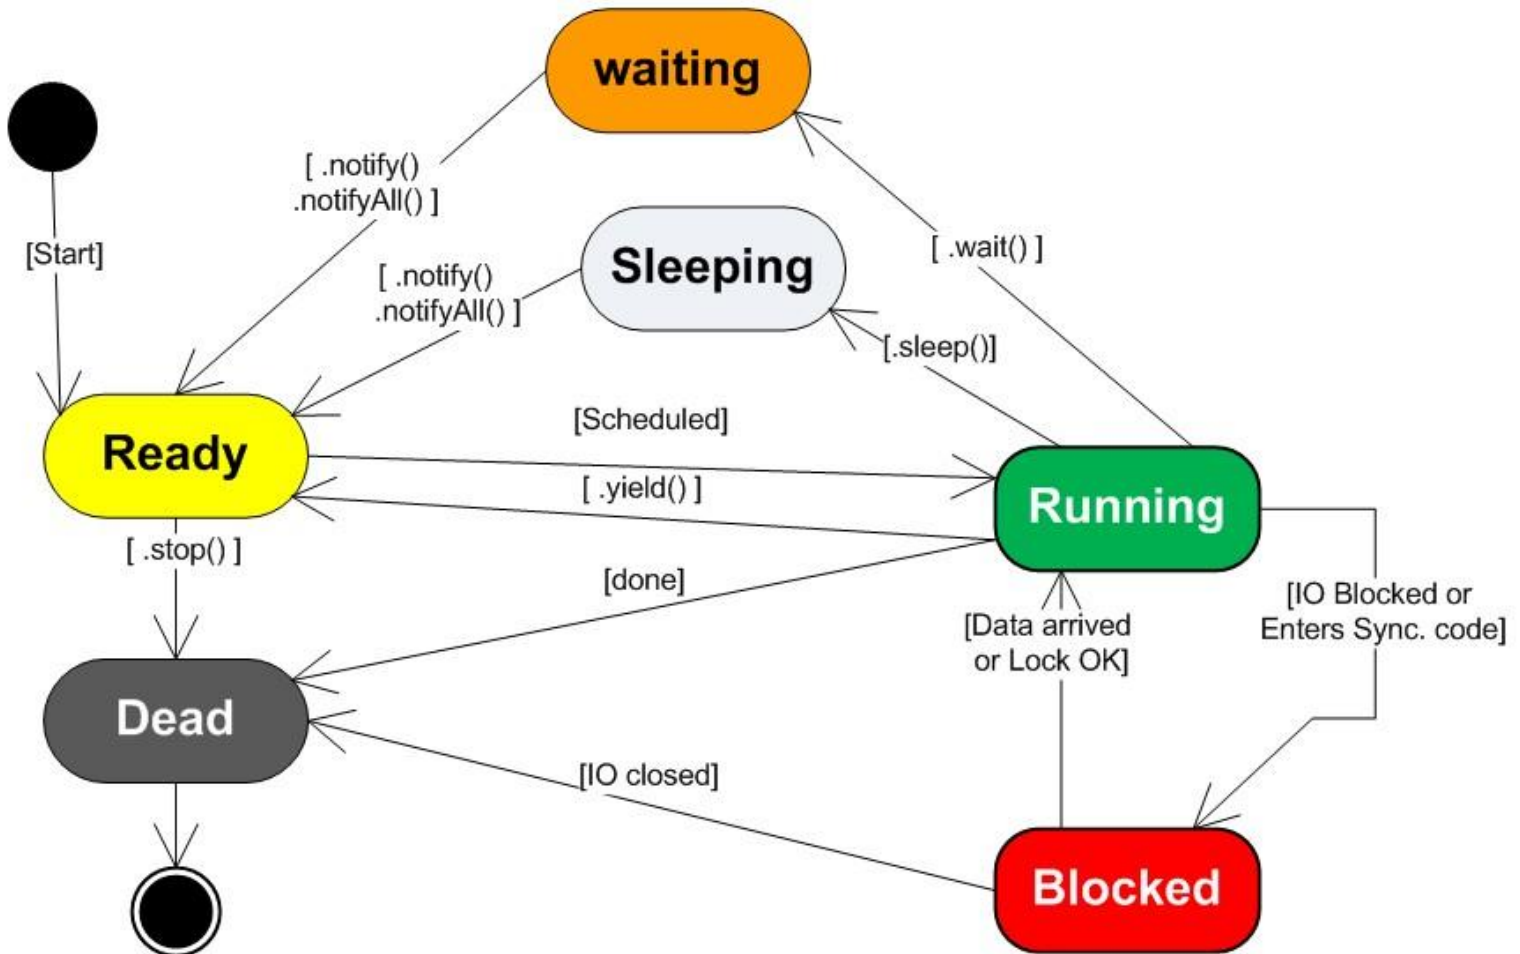 waiting
[ .notify()
.notifyAll() ]
[Start]
[ .wait() ]
Sleeping
[ .notify()
.notifyAll() ]
[.sleep()]
[Scheduled]
Ready
[ .yield() ]
Running
[ .stop() ]
[done]
[IO Blocked or
Enters Sync. code]
[Data arrived
or Lock OK]
Dead
[IO closed]
Blocked